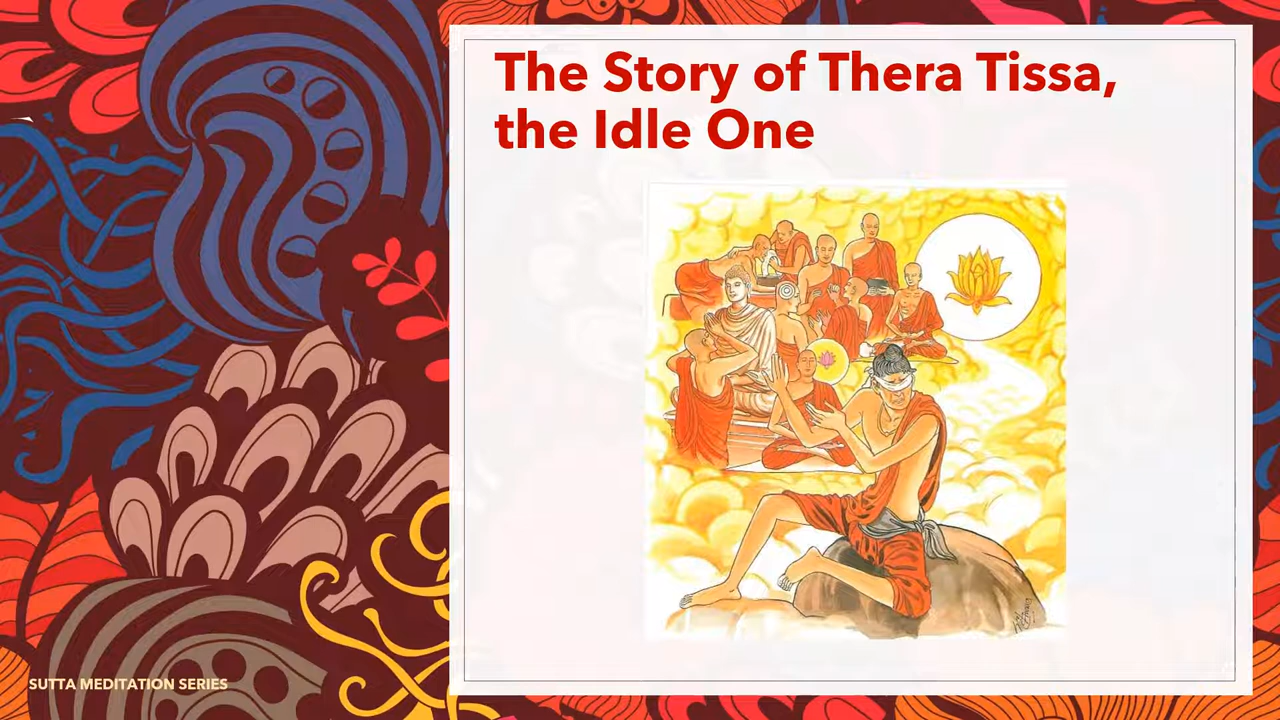 The Story of Thera Tissa,
the Idle One
SUTTA MEDITATION SERIES